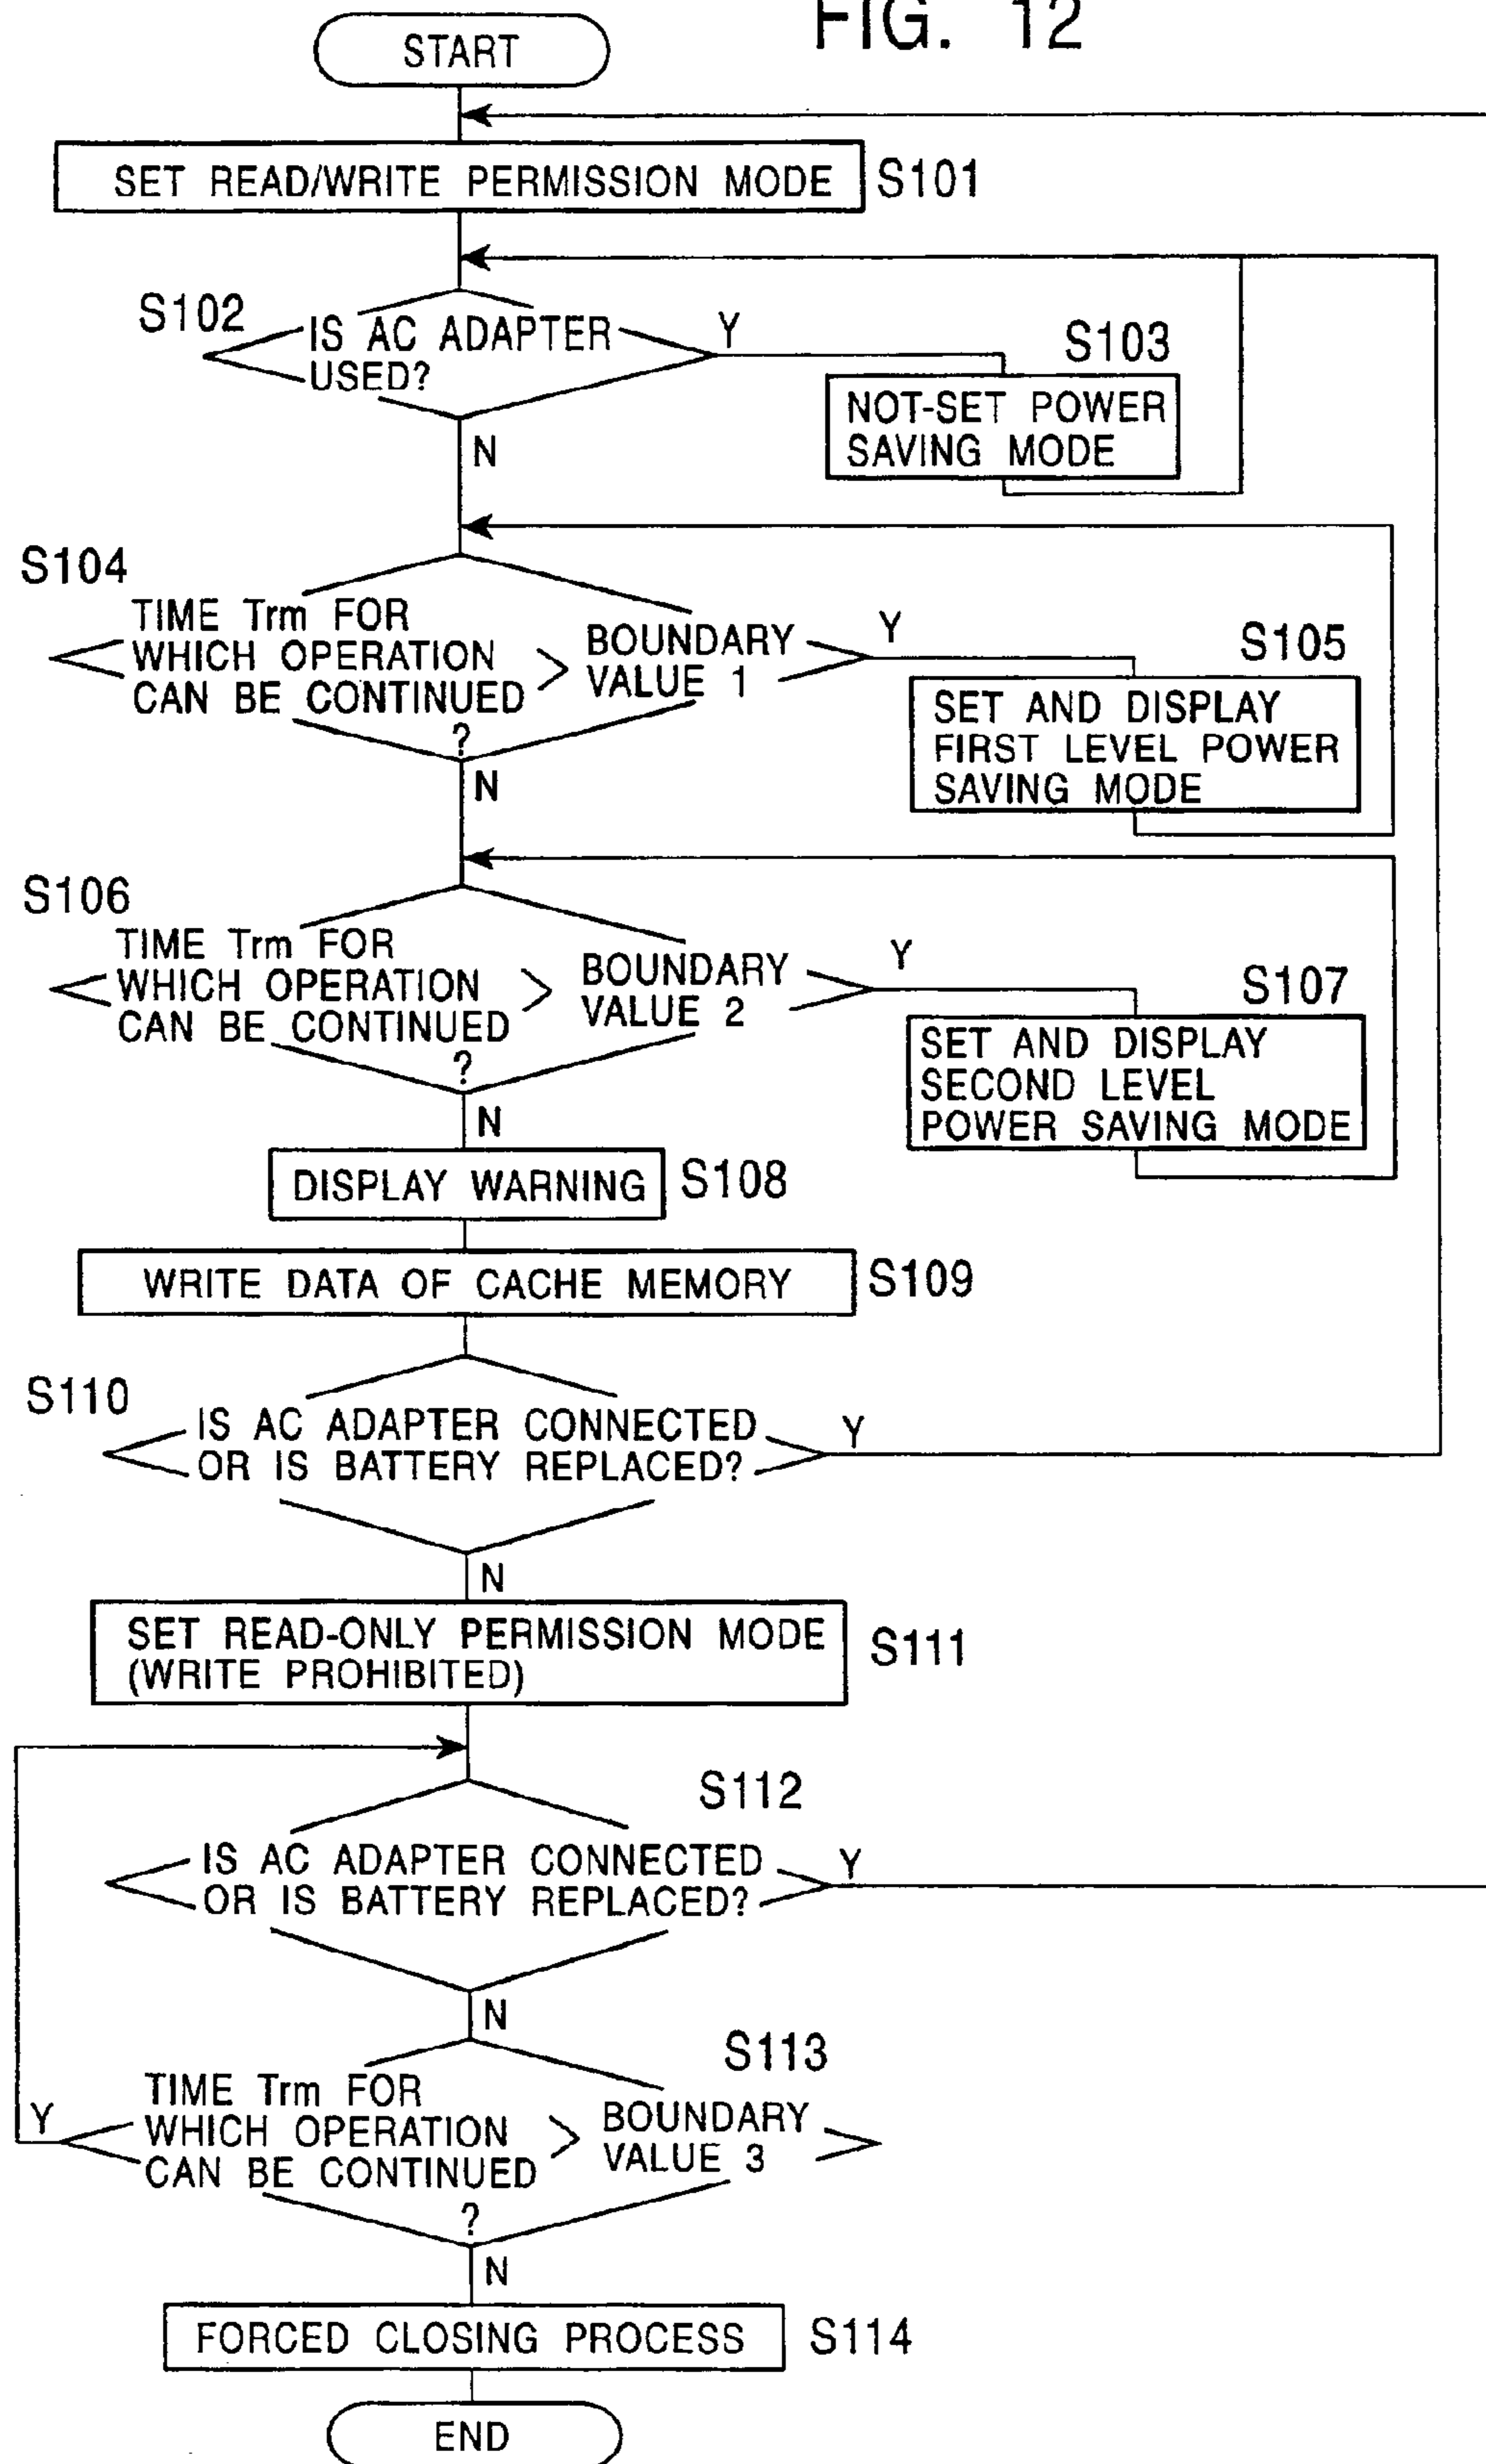 FIG. 12
START
SET READ/WRITE PERMISSION MODE
S101
S102
IS AC ADAPTER
USED?
Y
S103
NOT-SET POWER
SAVING MODE
N
S104
TIME Trm FOR
WHICH OPERATION
CAN BE CONTINUED
>
BOUNDARY
VALUE 1
?
Y
S105
SET AND DISPLAY
FIRST LEVEL POWER
SAVING MODE
N
S106
TIME Trm FOR
WHICH OPERATION
CAN BE CONTINUED
>
BOUNDARY
VALUE 2
?
Y
S107
SET AND DISPLAY
SECOND LEVEL
POWER SAVING MODE
N
DISPLAY WARNING
S108
WRITE DATA OF CACHE MEMORY
S109
S110
IS AC ADAPTER CONNECTED
OR IS BATTERY REPLACED?
Y
N
SET READ-ONLY PERMISSION MODE
(WRITE PROHIBITED)
S111
S112
IS AC ADAPTER CONNECTED
OR IS BATTERY REPLACED?
Y
N
S113
Y
TIME Trm FOR
WHICH OPERATION
CAN BE CONTINUED
>
BOUNDARY
VALUE 3
?
N
FORCED CLOSING PROCESS
S114
END